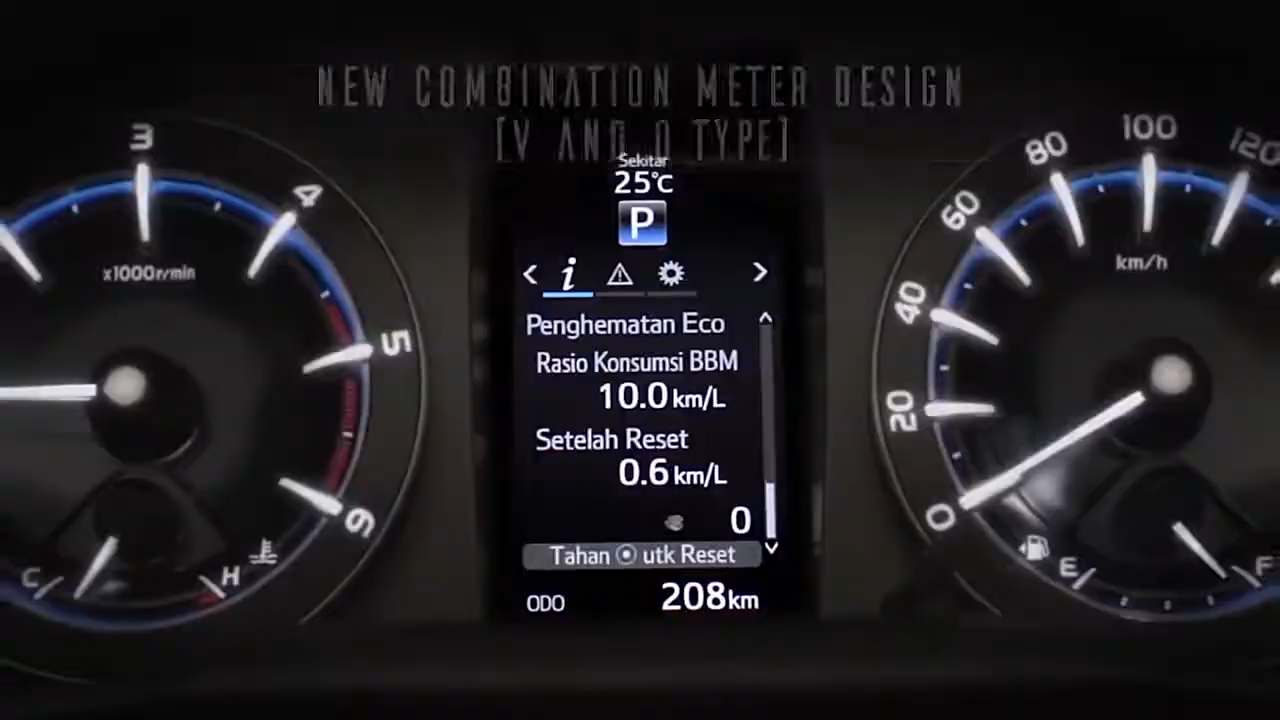 NEW COMBINATION METER DESIGN
[V AND Q TYPE]
3
4
5
6
x1000r/min
C
H
Sekitar
25°C
P
i
Penghematan Eco
Rasio Konsumsi BBM
10.0 km/L
Setelah Reset
0.6 km/L
0
Tahan utk Reset
ODO 208 km
0
20
40
60
80
100
120
km/h
E
F